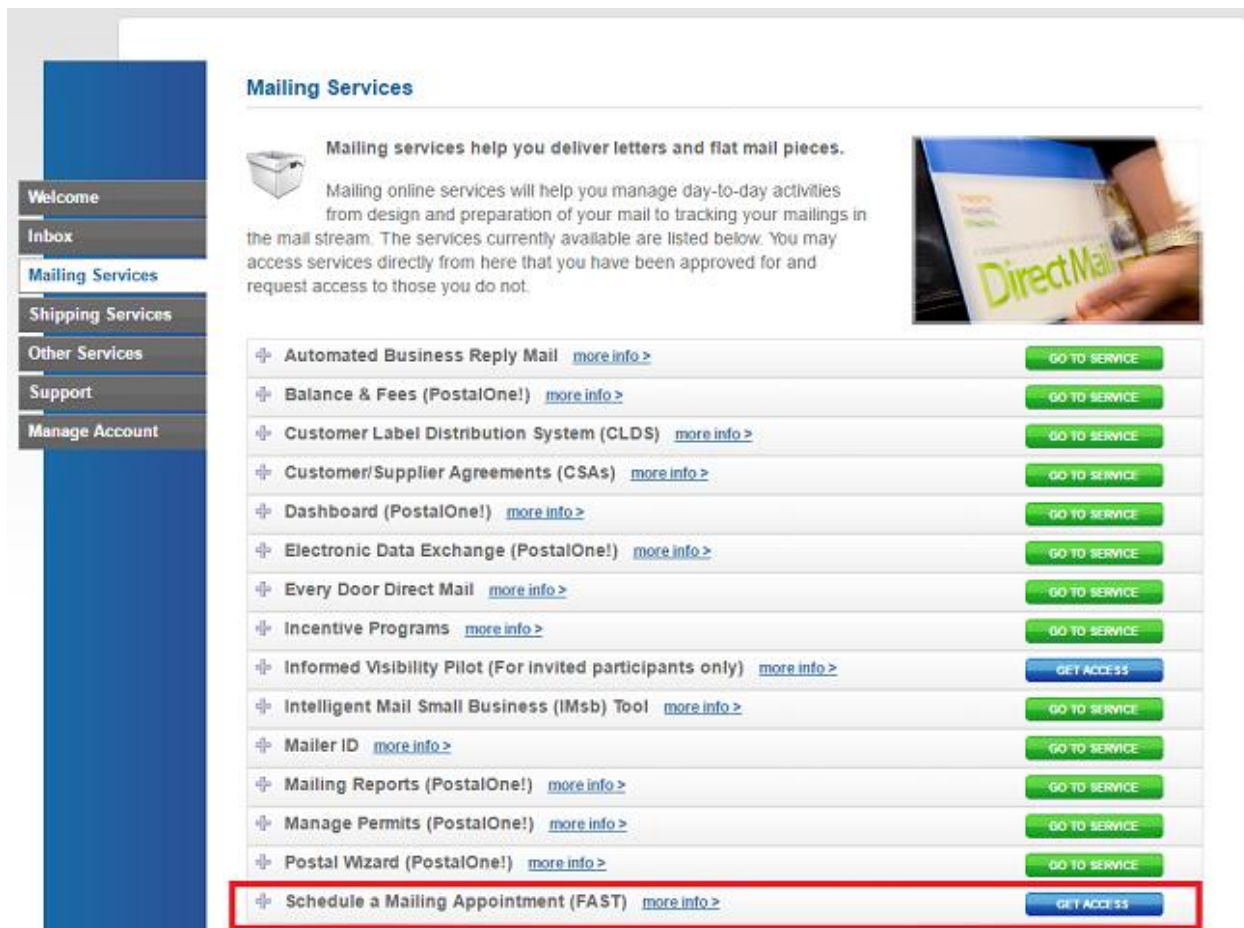 Mailing Services
Mailing services help you deliver letters and flat mail pieces.
Mailing online services will help you manage day-to-day activities
from design and preparation of your mail to tracking your mailings in
the mail stream. The services currently available are listed below. You may
access services directly from here that you have been approved for and
request access to those you do not.
DirectMail
Welcome
Inbox
Mailing Services
Shipping Services
Other Services
Support
Manage Account
Automated Business Reply Mail more info > GO TO SERVICE
Balance & Fees (PostalOne!) more info > GO TO SERVICE
Customer Label Distribution System (CLDS) more info > GO TO SERVICE
Customer/Supplier Agreements (CSAs) more info > GO TO SERVICE
Dashboard (PostalOne!) more info > GO TO SERVICE
Electronic Data Exchange (PostalOne!) more info > GO TO SERVICE
Every Door Direct Mail more info > GO TO SERVICE
Incentive Programs more info > GO TO SERVICE
Informed Visibility Pilot (For invited participants only) more info > GET ACCESS
Intelligent Mail Small Business (IMsb) Tool more info > GO TO SERVICE
Mailer ID more info > GO TO SERVICE
Mailing Reports (PostalOne!) more info > GO TO SERVICE
Manage Permits (PostalOne!) more info > GO TO SERVICE
Postal Wizard (PostalOne!) more info > GO TO SERVICE
Schedule a Mailing Appointment (FAST) more info > GET ACCESS